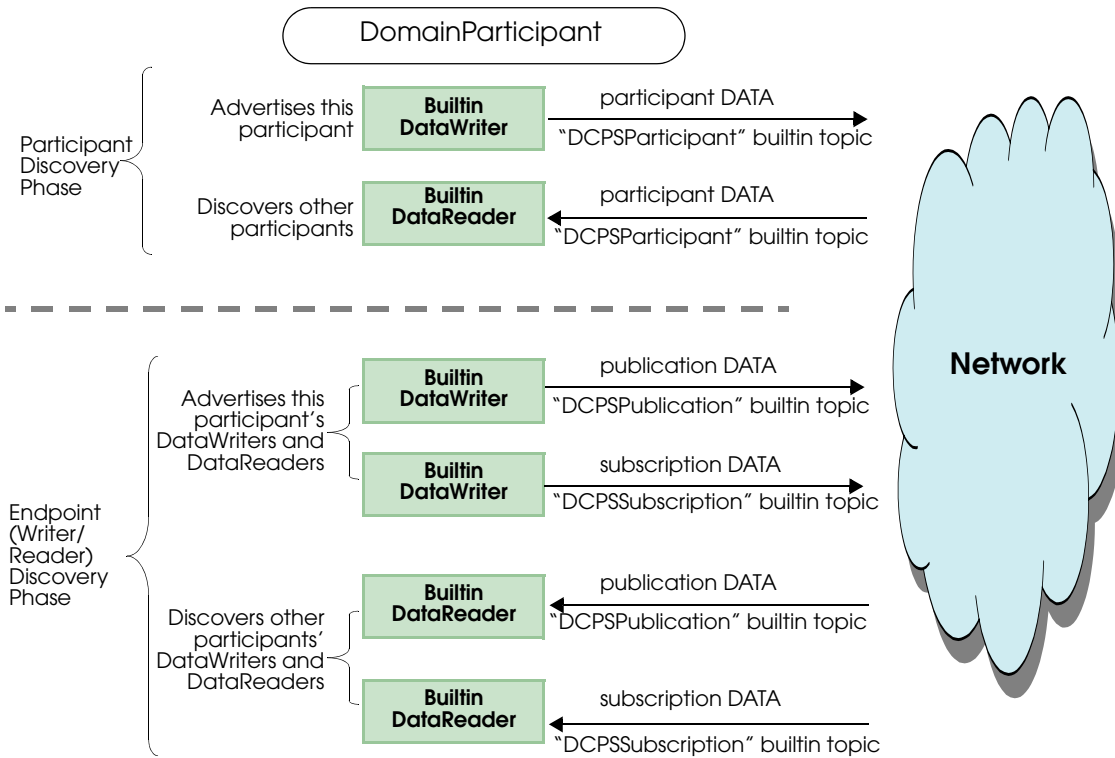 DomainParticipant
Participant
Discovery
Phase
Advertises this
participant
Builtin
DataWriter
participant DATA
“DCPSParticipant” builtin topic
Discovers other
participants
Builtin
DataReader
participant DATA
“DCPSParticipant” builtin topic
Network
Endpoint
(Writer/
Reader)
Discovery
Phase
Advertises this
participant’s
DataWriters and
DataReaders
Builtin
DataWriter
publication DATA
“DCPSPublication” builtin topic
Builtin
DataWriter
subscription DATA
“DCPSSubscription” builtin topic
Discovers other
participants’
DataWriters and
DataReaders
Builtin
DataReader
publication DATA
“DCPSPublication” builtin topic
Builtin
DataReader
subscription DATA
“DCPSSubscription” builtin topic